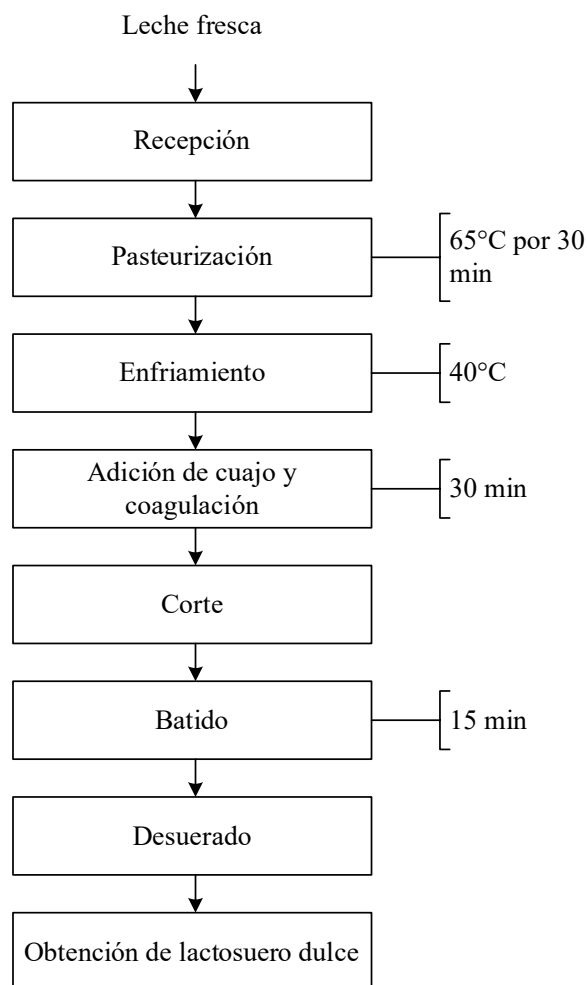 Leche fresca
Recepción
Pasteurización
65°C por 30
min
Enfriamiento
40°C
Adición de cuajo y
coagulación
30 min
Corte
Batido
15 min
Desuerado
Obtención de lactosuero dulce